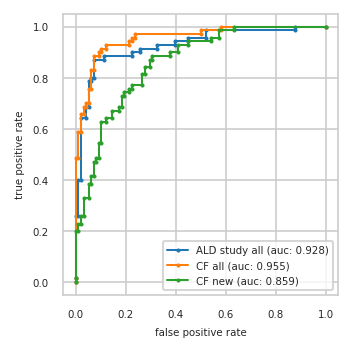 1.0
0.8
0.6
0.4
0.2
0.0
true positive rate
ALD study all (auc: 0.928)
CF all (auc: 0.955)
CF new (auc: 0.859)
0.0 0.2 0.4 0.6 0.8 1.0
false positive rate